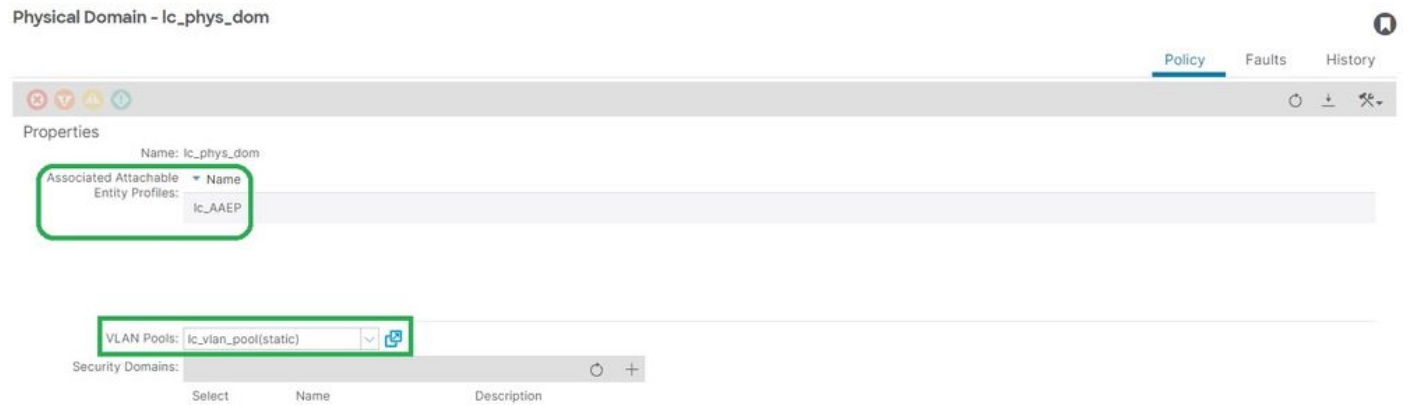 Physical Domain - lc_phys_dom
Policy Faults History
Properties
Name: lc_phys_dom
Associated Attachable Entity Profiles:
Name
lc_AAEP
VLAN Pools: lc_vlan_pool(static)
Security Domains:
Select Name Description